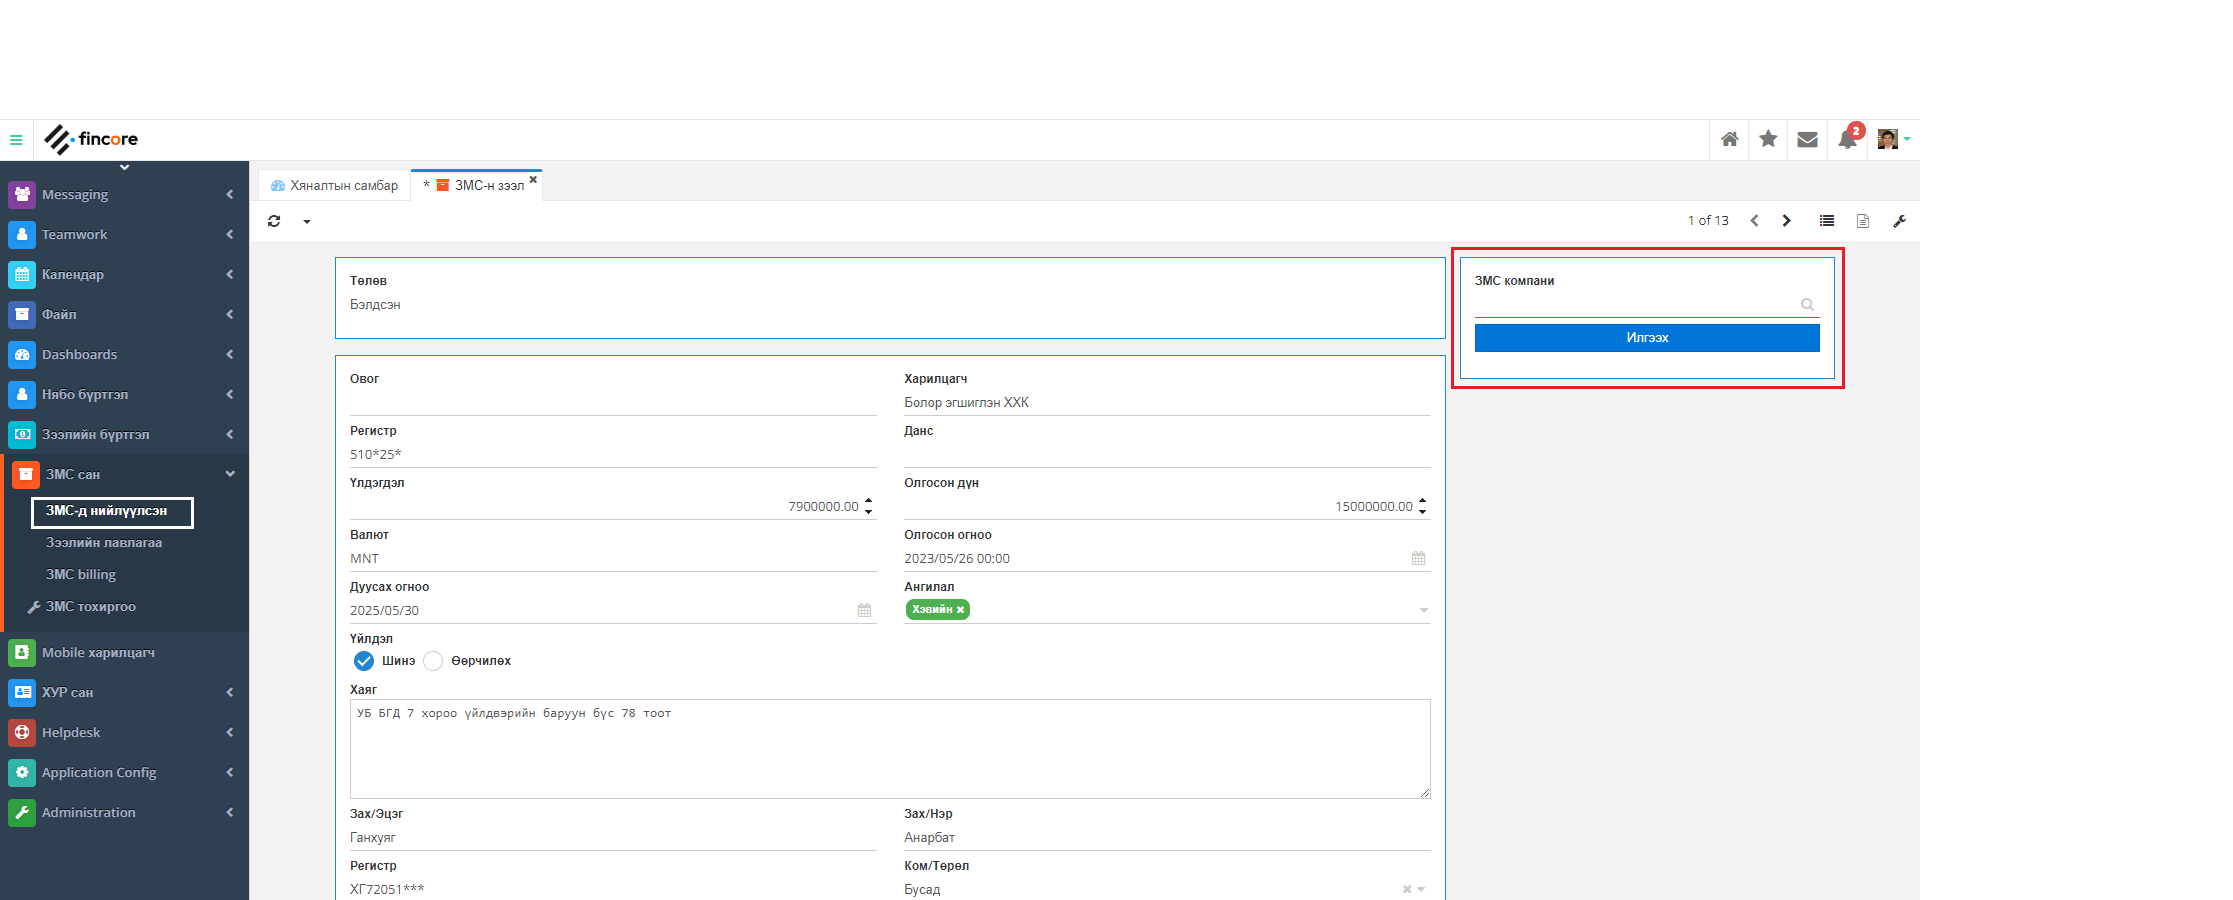 fincore
2
Messaging
Teamwork
Календар
Файл
Dashboards
Нябо бүртгэл
Зээлийн бүртгэл
ЗМС сан
ЗМС-д нийлүүлсэн
Зээлийн лавлагаа
ЗМС billing
ЗМС тохиргоо
Mobile харилцагч
ХУР сан
Helpdesk
Application Config
Administration
Хяналтын самбар
* ЗМС-н зээл
1 of 13
Төлөв
Бэлдсэн
ЗМС компани
Илгээх
Овог
Харилцагч
Болор эгшиглэн ХХК
Регистр
Данс
510*25*
Үлдэгдэл
Олгосон дүн
7900000.00
15000000.00
Валют
Олгосон огноо
MNT
2023/05/26 00:00
Дуусах огноо
Ангилал
2025/05/30
Хэвийн
Үйлдэл
Шинэ
Өөрчилөх
Хаяг
УБ БГД 7 хороо үйлдвэрийн баруун бүс 78 тоот
Зах/Эцэг
Зах/Нэр
Ганхуяг
Анарбат
Регистр
Ком/Төрөл
ХГ72051***
Бусад